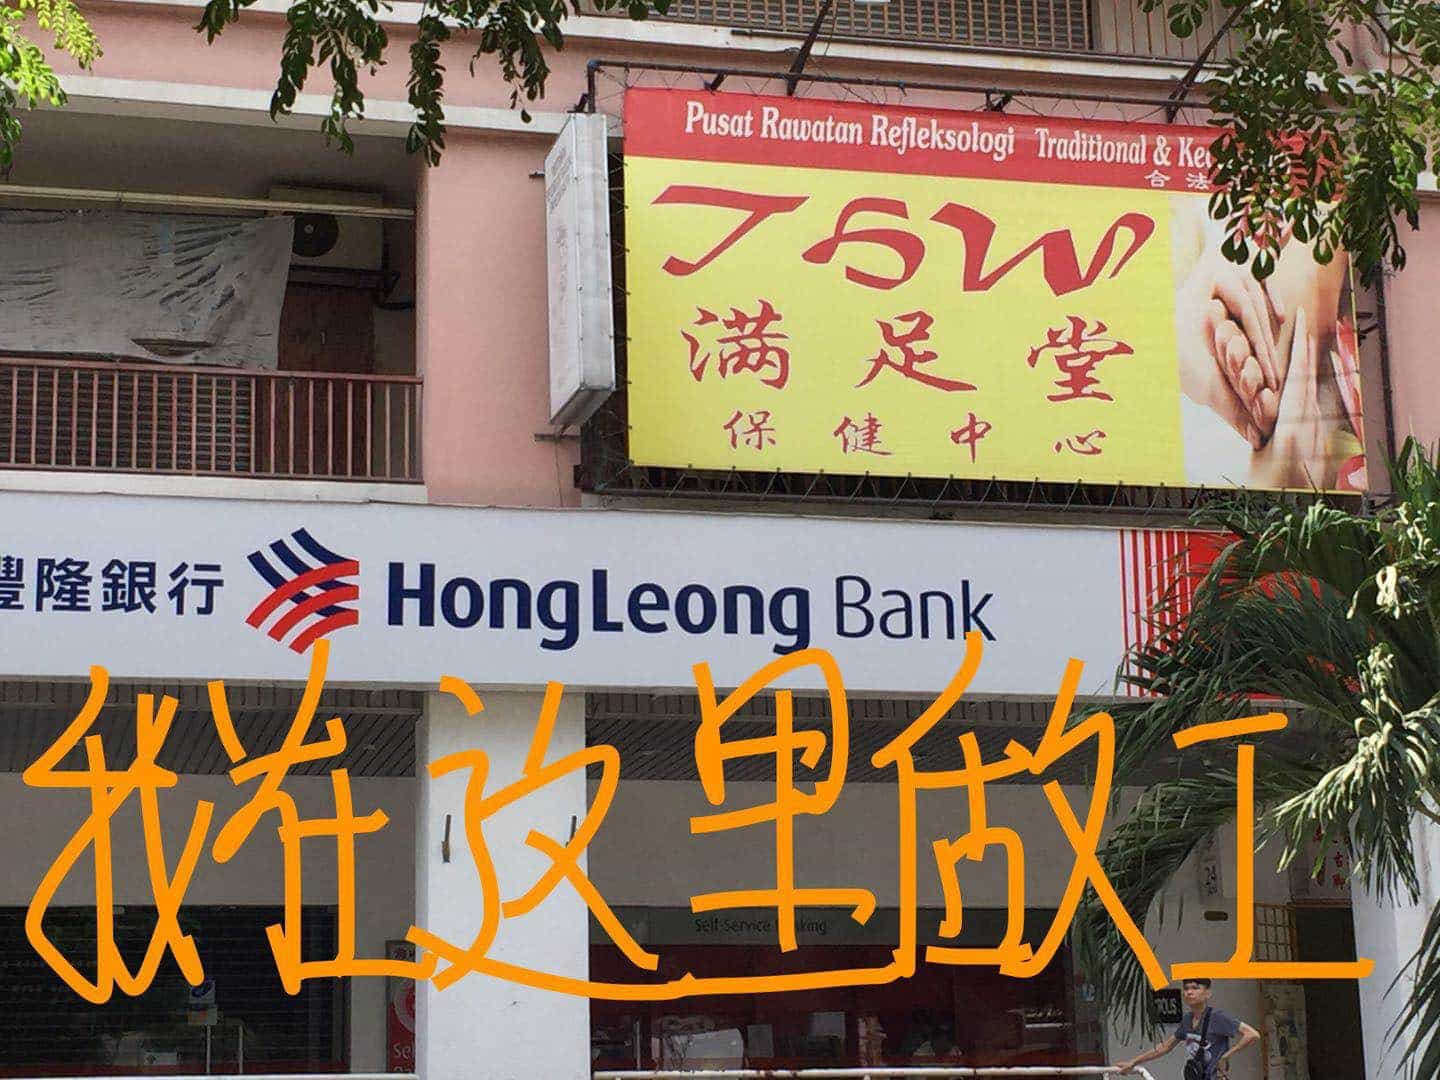 Pusat Rawatan Refleksologi Traditional &
合法
TSW
满足堂
保健中心
豐隆銀行 HongLeong Bank
我在这里做工
Self-Service